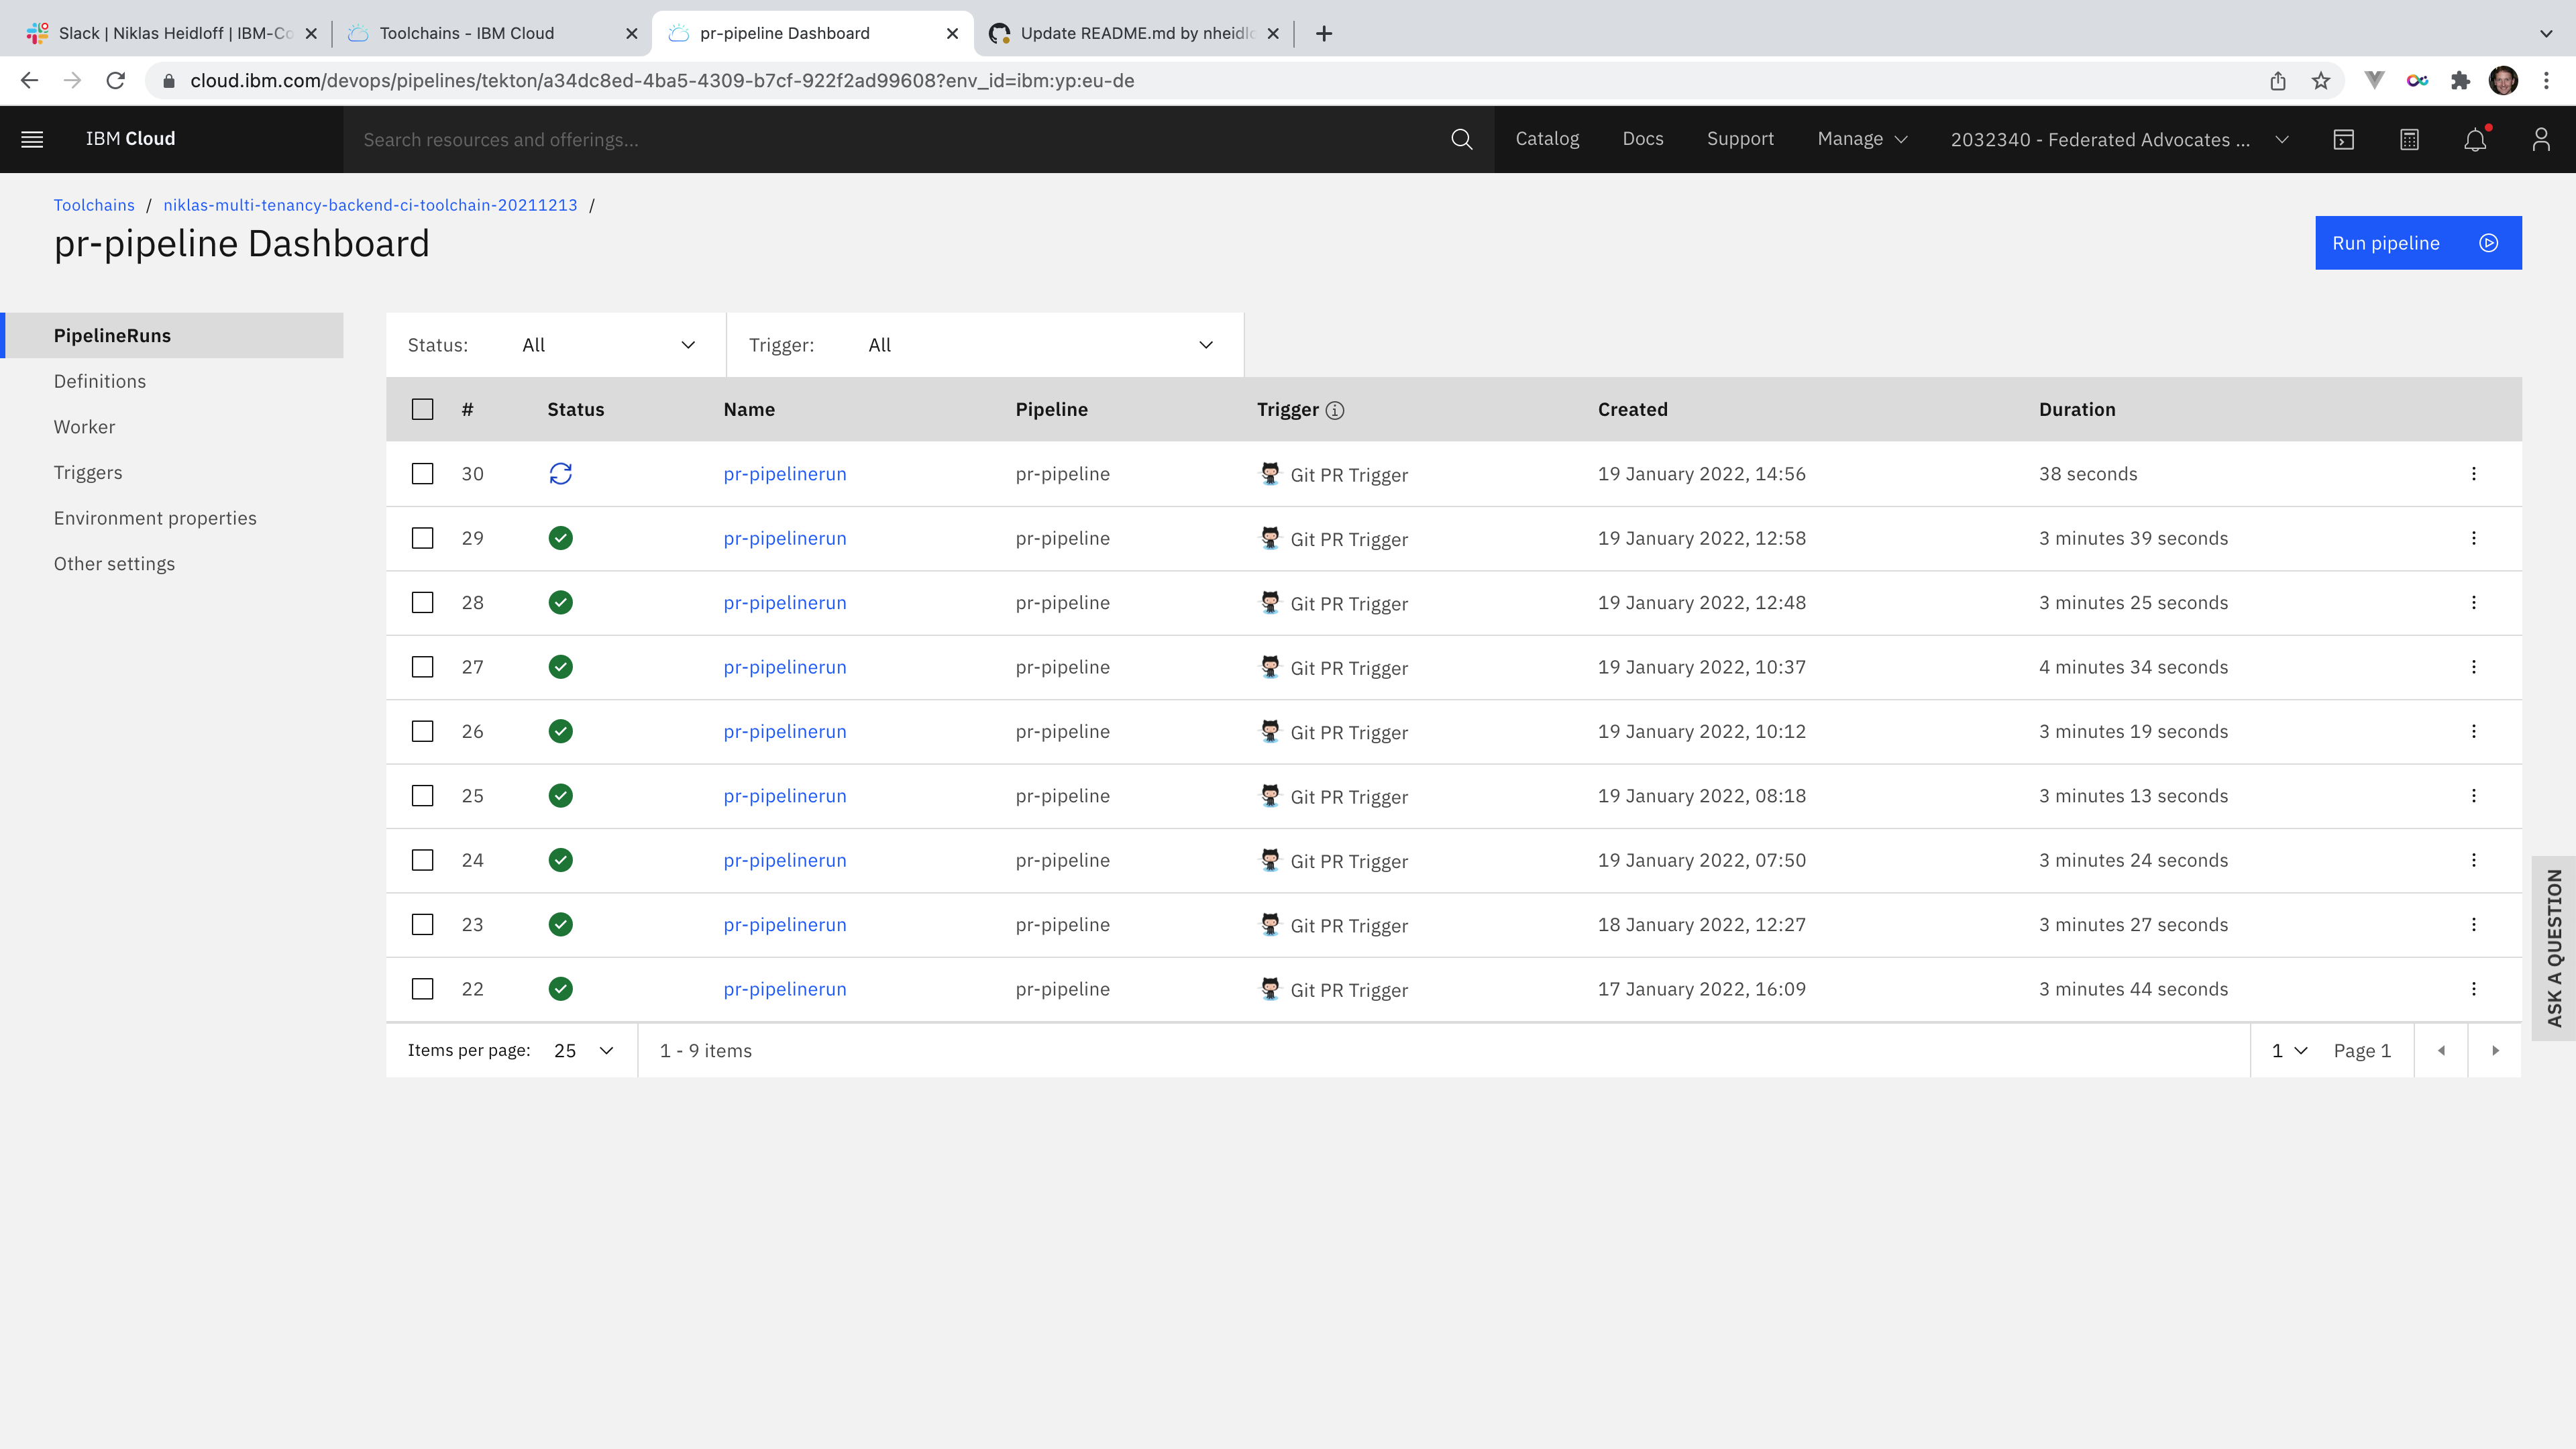 Slack | Niklas Heidloff | IBM-Co
Toolchains - IBM Cloud
pr-pipeline Dashboard
Update README.md by nheidlo
cloud.ibm.com/devops/pipelines/tekton/a34dc8ed-4ba5-4309-b7cf-922f2ad99608?env_id=ibm:yp:eu-de
IBM Cloud
Search resources and offerings...
Catalog
Docs
Support
Manage
2032340 - Federated Advocates ...
Toolchains / niklas-multi-tenancy-backend-ci-toolchain-20211213 /
pr-pipeline Dashboard
Run pipeline
PipelineRuns
Definitions
Worker
Triggers
Environment properties
Other settings
Status: All
Trigger: All
# Status Name Pipeline Trigger Created Duration
30 pr-pipelinerun pr-pipeline Git PR Trigger 19 January 2022, 14:56 38 seconds
29 pr-pipelinerun pr-pipeline Git PR Trigger 19 January 2022, 12:58 3 minutes 39 seconds
28 pr-pipelinerun pr-pipeline Git PR Trigger 19 January 2022, 12:48 3 minutes 25 seconds
27 pr-pipelinerun pr-pipeline Git PR Trigger 19 January 2022, 10:37 4 minutes 34 seconds
26 pr-pipelinerun pr-pipeline Git PR Trigger 19 January 2022, 10:12 3 minutes 19 seconds
25 pr-pipelinerun pr-pipeline Git PR Trigger 19 January 2022, 08:18 3 minutes 13 seconds
24 pr-pipelinerun pr-pipeline Git PR Trigger 19 January 2022, 07:50 3 minutes 24 seconds
23 pr-pipelinerun pr-pipeline Git PR Trigger 18 January 2022, 12:27 3 minutes 27 seconds
22 pr-pipelinerun pr-pipeline Git PR Trigger 17 January 2022, 16:09 3 minutes 44 seconds
Items per page: 25
1 - 9 items
1
Page 1
ASK A QUESTION